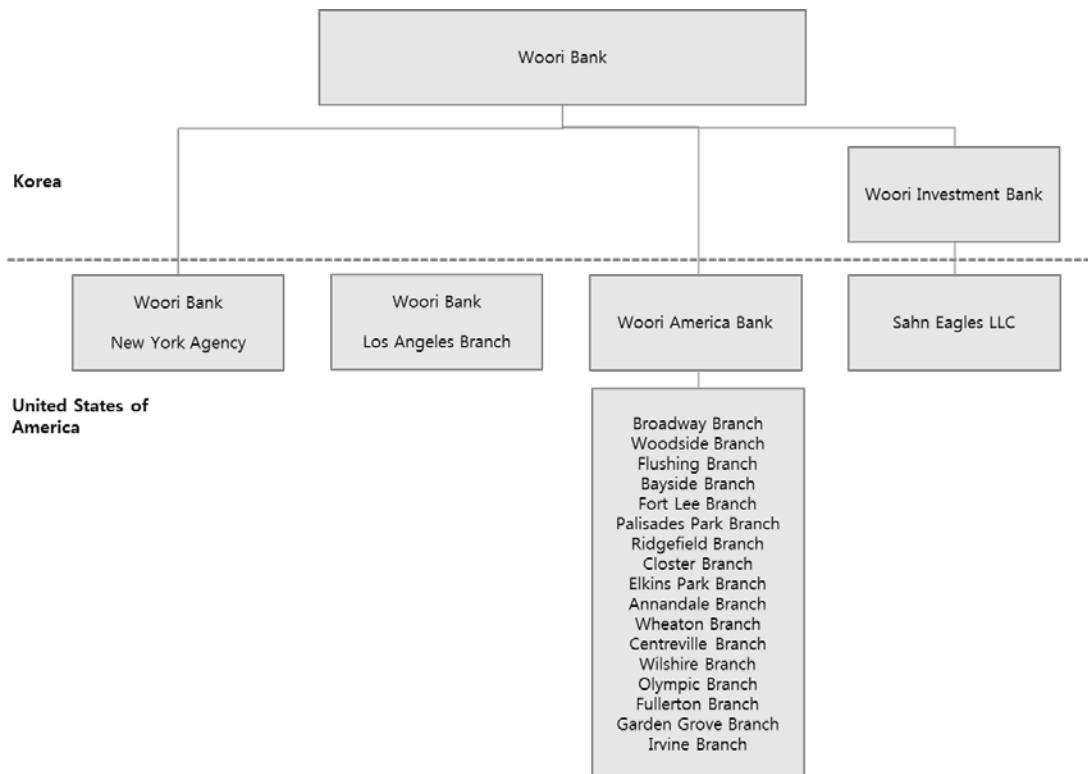 Woori Bank
Korea
Woori Investment Bank
Woori Bank
New York Agency
Woori Bank
Los Angeles Branch
Woori America Bank
Sahn Eagles LLC
United States of
America
Broadway Branch
Woodside Branch
Flushing Branch
Bayside Branch
Fort Lee Branch
Palisades Park Branch
Ridgefield Branch
Closter Branch
Elkins Park Branch
Annandale Branch
Wheaton Branch
Centreville Branch
Wilshire Branch
Olympic Branch
Fullerton Branch
Garden Grove Branch
Irvine Branch